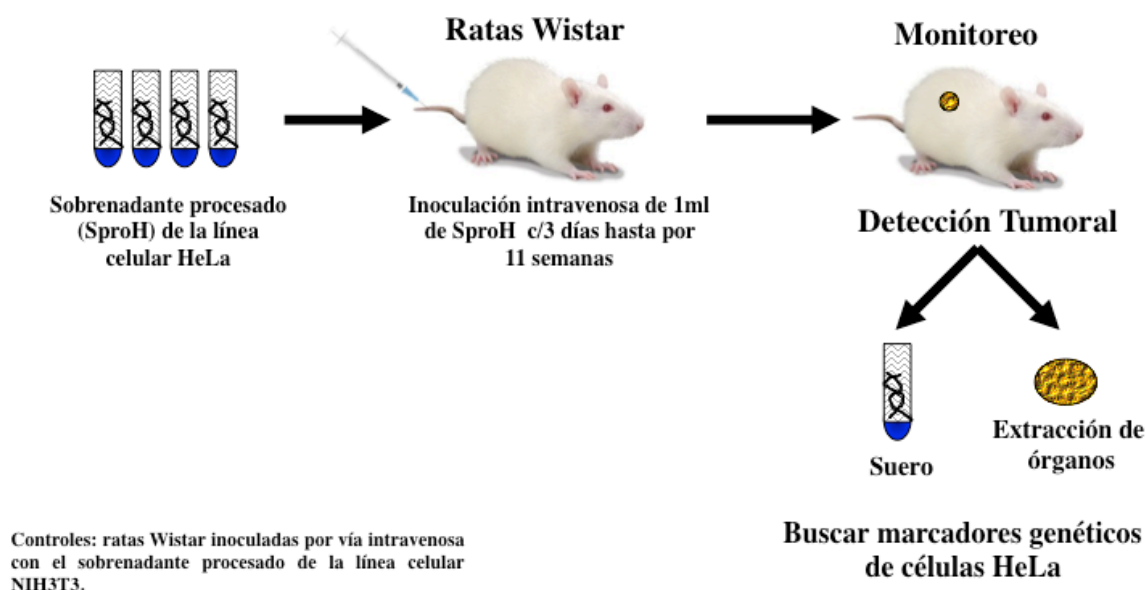 Ratas Wistar
Monitoreo
Sobrenadante procesado
(SproH) de la línea
celular HeLa
Inoculación intravenosa de 1ml
de SproH c/3 días hasta por
11 semanas
Detección Tumoral
Suero
Extracción de
órganos
Buscar marcadores genéticos
de células HeLa
Controles: ratas Wistar inoculadas por vía intravenosa
con el sobrenadante procesado de la línea celular
NIH3T3.